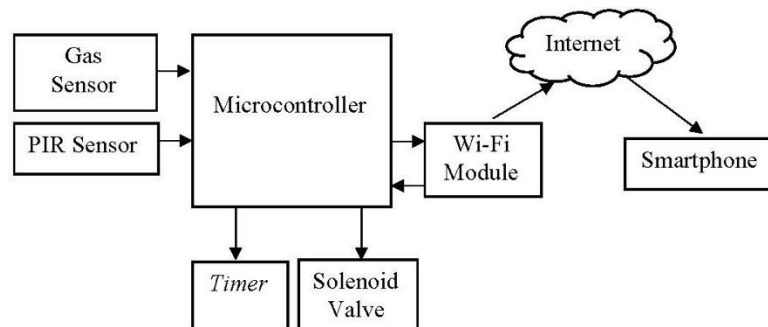 Gas
Sensor
PIR Sensor
Microcontroller
Wi-Fi
Module
Internet
Smartphone
Timer
Solenoid
Valve